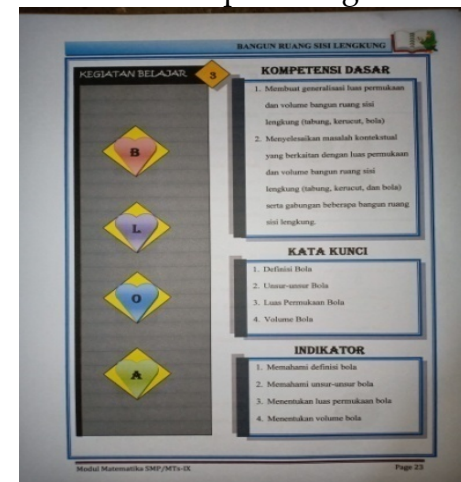 BANGUN RUANG SISI LENGKUNG
KEGIATAN BELAJAR 3
B
L
O
A
KOMPETENSI DASAR
1. Membuat generalisasi luas permukaan
dan volume bangun ruang sisi
lengkung (tabung, kerucut, bola)
2. Menyelesaikan masalah kontekstual
yang berkaitan dengan luas permukaan
dan volume bangun ruang sisi
lengkung (tabung, kerucut, dan bola)
serta gabungan beberapa bangun ruang
sisi lengkung.
KATA KUNCI
1. Definisi Bola
2. Unsur-unsur Bola
3. Luas Permukaan Bola
4. Volume Bola
INDIKATOR
1. Memahami definisi bola
2. Memahami unsur-unsur bola
3. Menentukan luas permukaan bola
4. Menentukan volume bola
Modul Matematika SMP/MTs-IX
Page 23